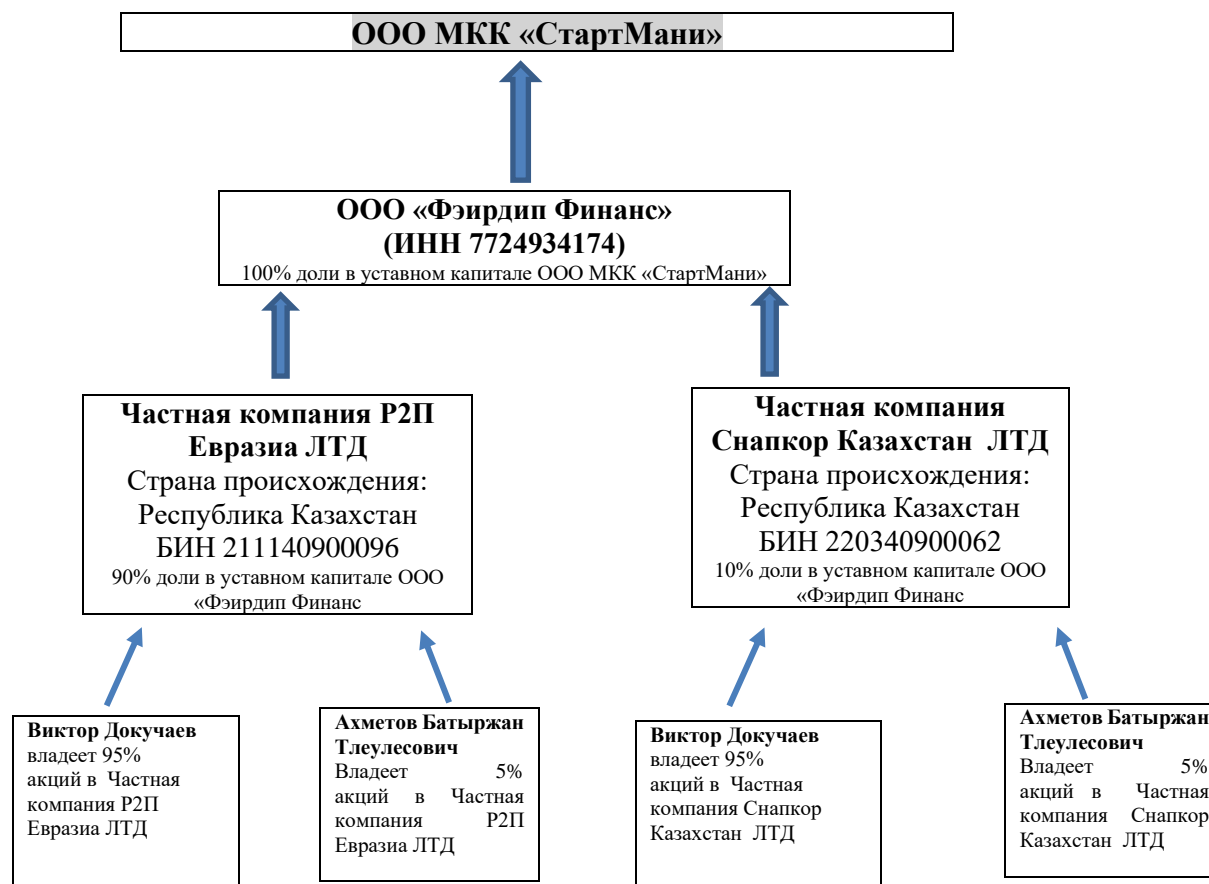 ООО МКК «СтартМани»
ООО «Фэирдип Финанс»
(ИНН 7724934174)
100% доли в уставном капитале ООО МКК «СтартМани»
Частная компания Р2П
Евразиа ЛТД
Страна происхождения:
Республика Казахстан
БИН 211140900096
90% доли в уставном капитале ООО
«Фэирдип Финанс
Частная компания
Снапкор Казахстан ЛТД
Страна происхождения:
Республика Казахстан
БИН 220340900062
10% доли в уставном капитале ООО
«Фэирдип Финанс
Виктор Докучаев
владеет 95%
акций в Частная
компания Р2П
Евразиа ЛТД
Ахметов Батыржан
Тлеулесович
Владеет 5%
акций в Частная
компания Р2П
Евразиа ЛТД
Виктор Докучаев
владеет 95%
акций в Частная
компания Снапкор
Казахстан ЛТД
Ахметов Батыржан
Тлеулесович
Владеет 5%
акций в Частная
компания Снапкор
Казахстан ЛТД